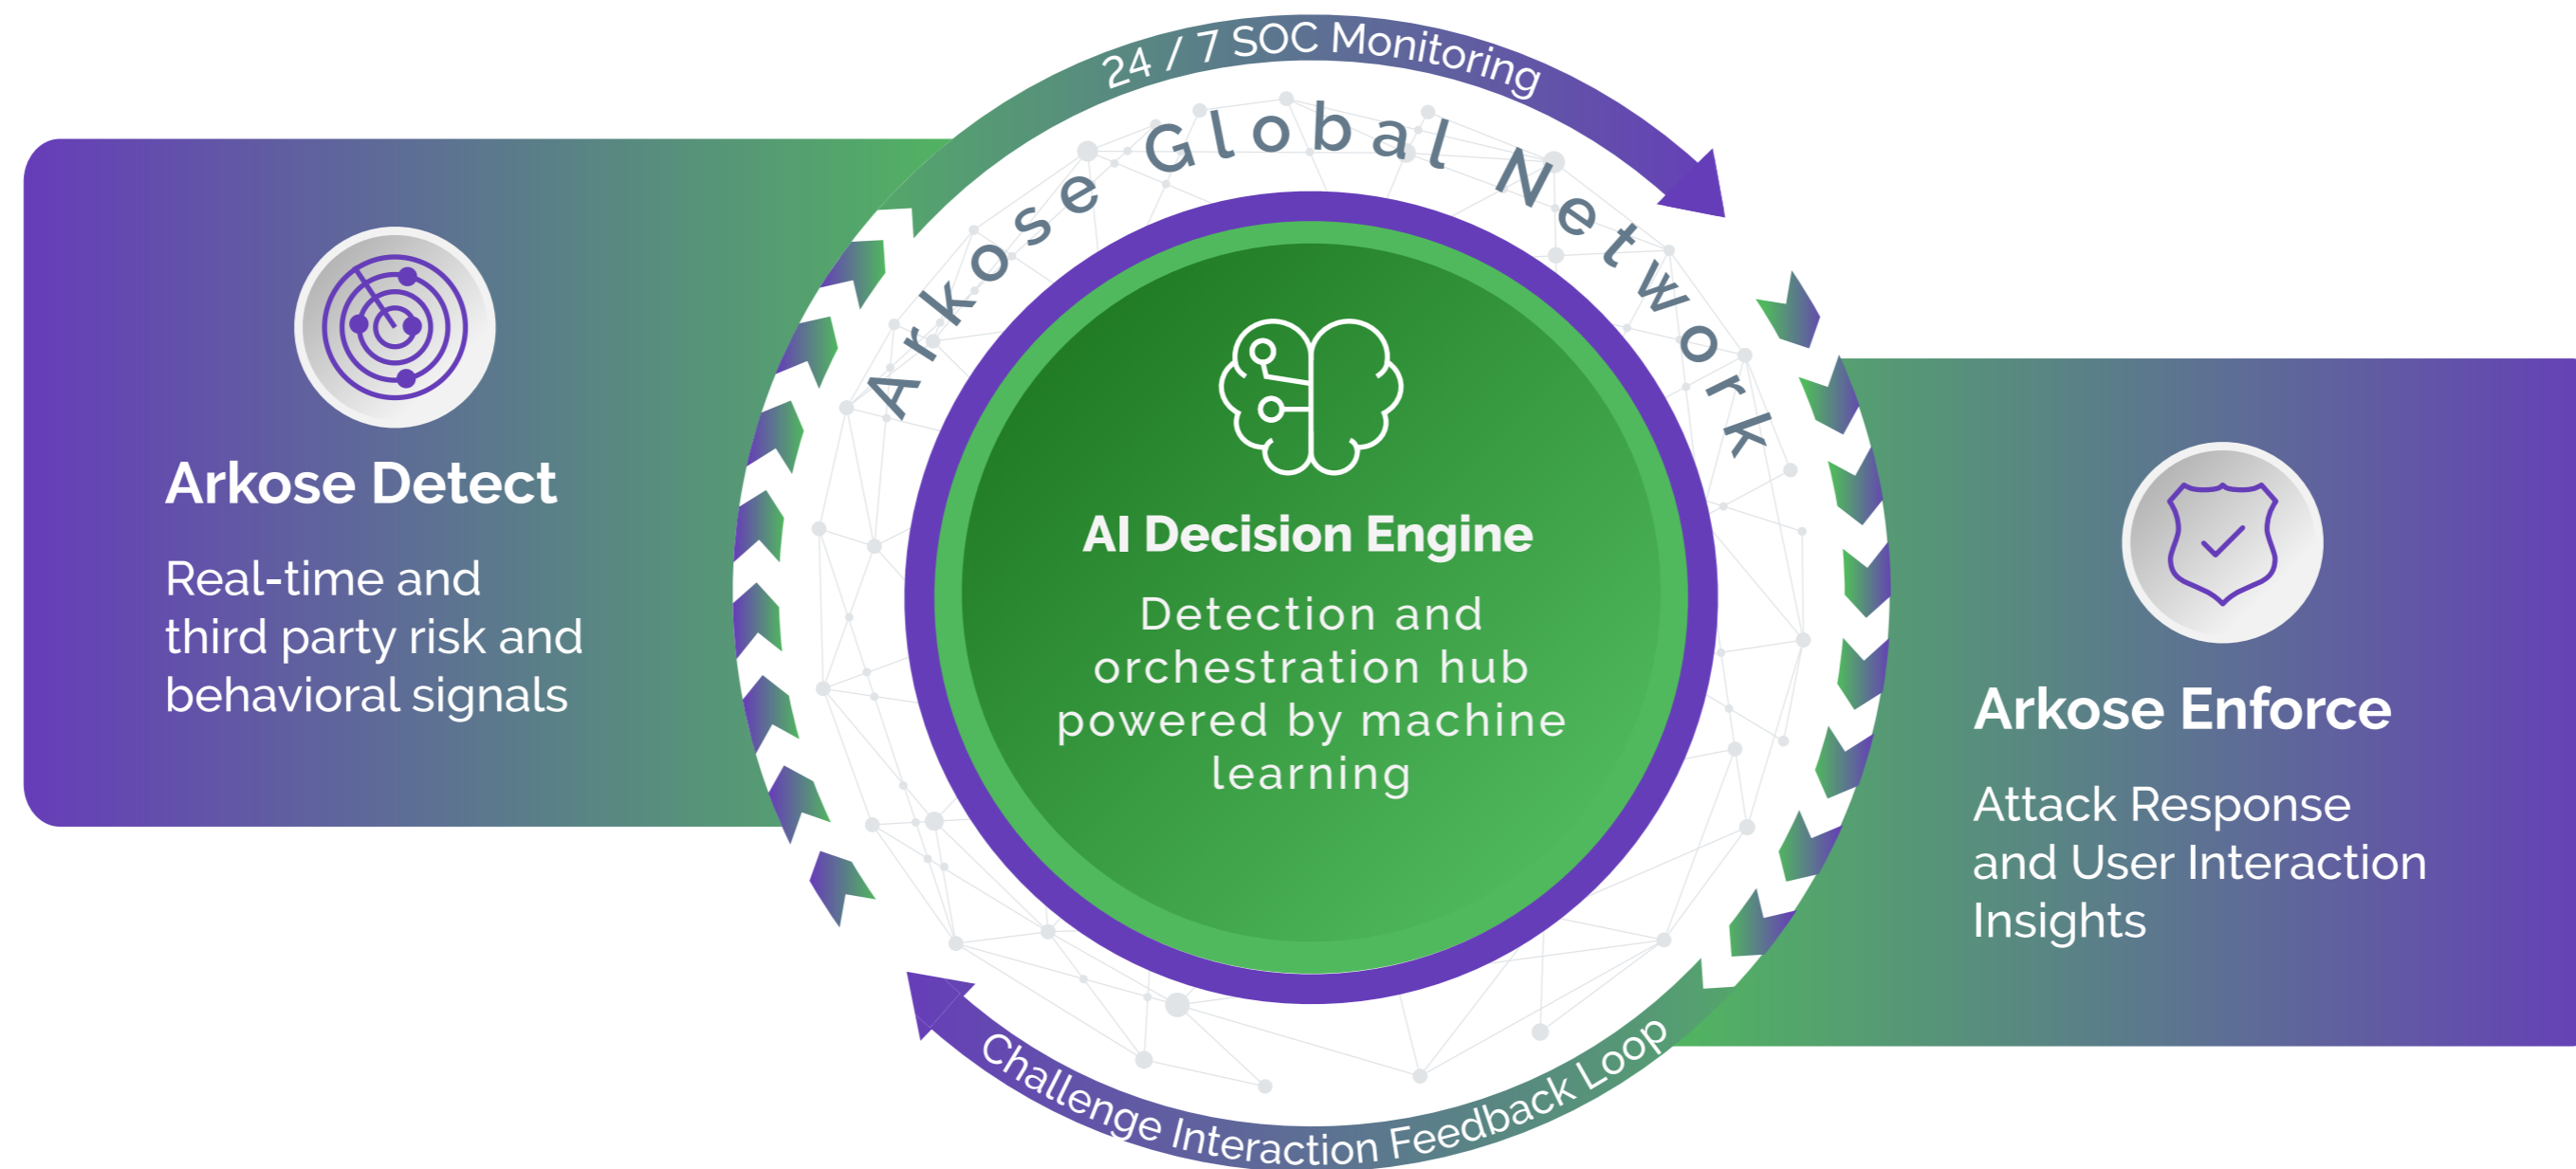 24 / 7 SOC Monitoring
Arkose Global Network
Arkose Detect
Real-time and
third party risk and
behavioral signals
AI Decision Engine
Detection and
orchestration hub
powered by machine
learning
Arkose Enforce
Attack Response
and User Interaction
Insights
Challenge Interaction Feedback Loop